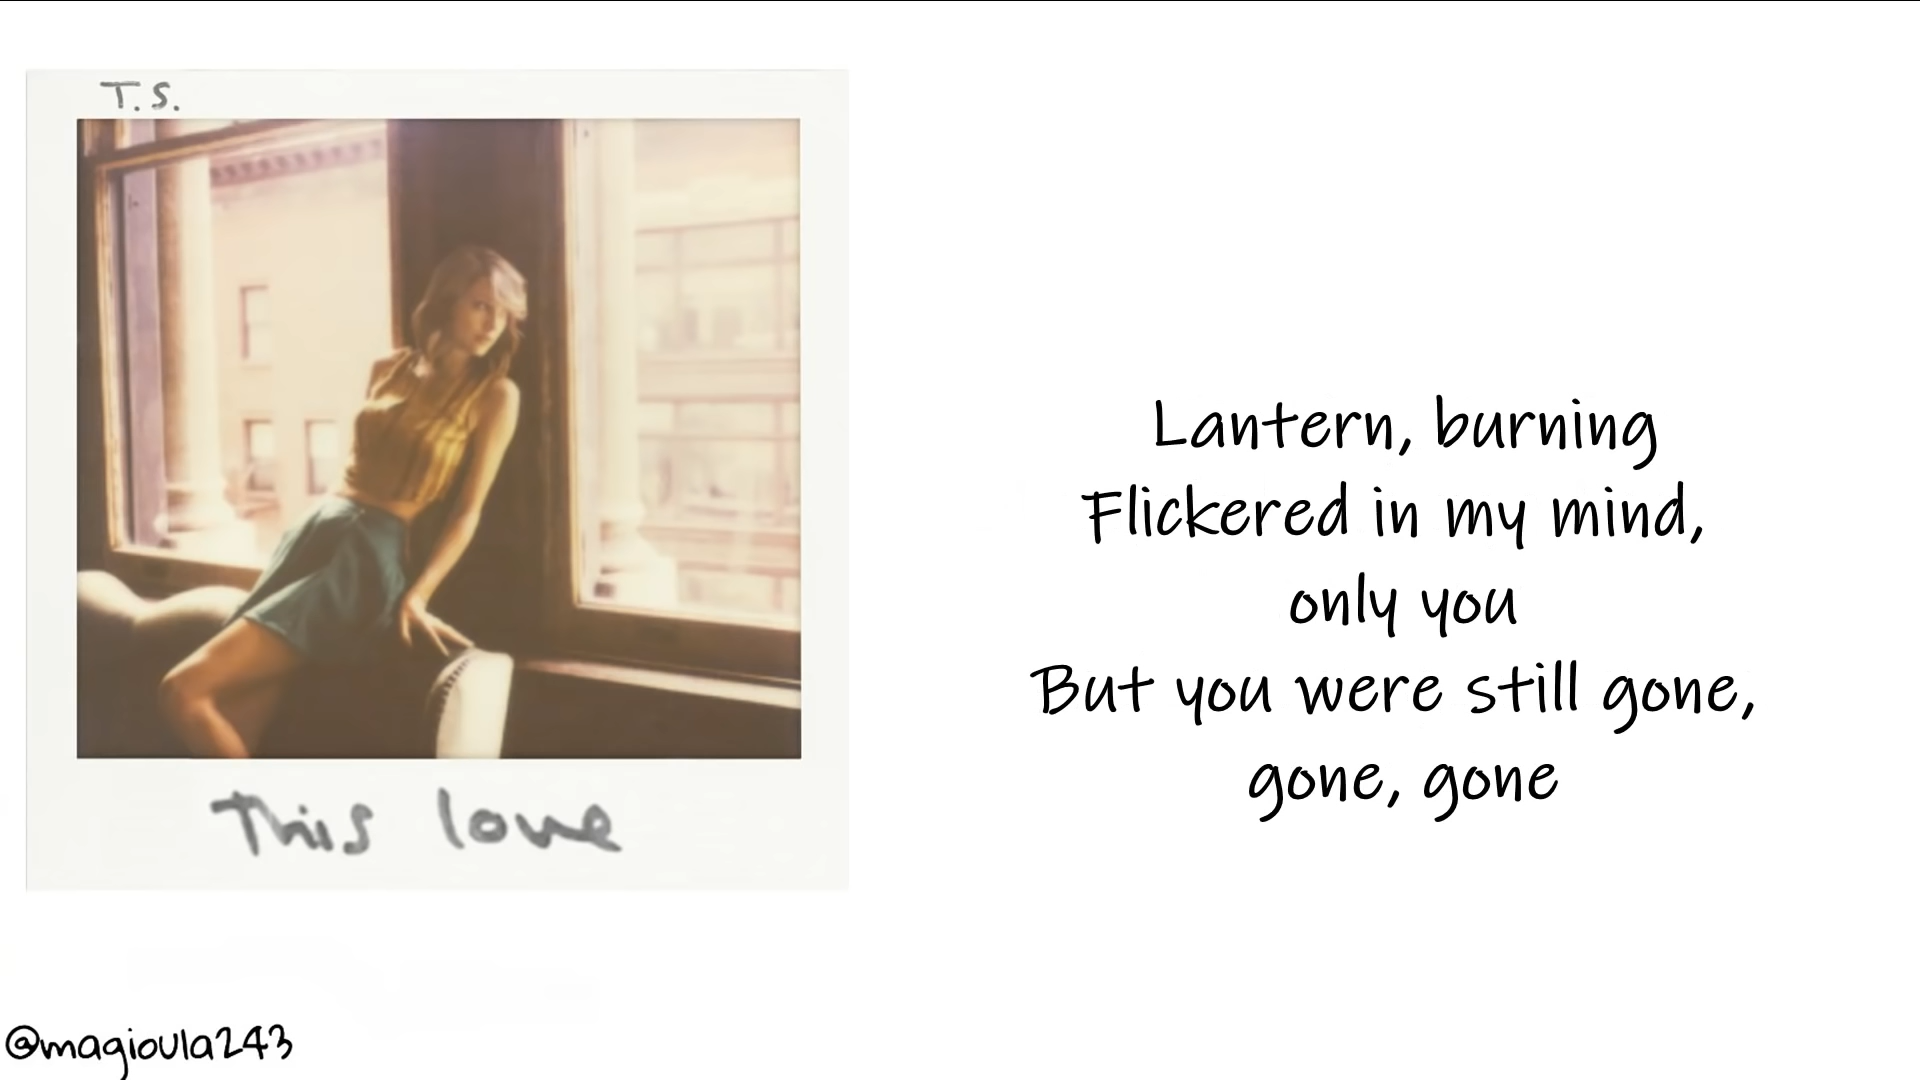 T.S.
This love
Lantern, burning
Flickered in my mind,
only you
But you were still gone,
gone, gone
@magioula243